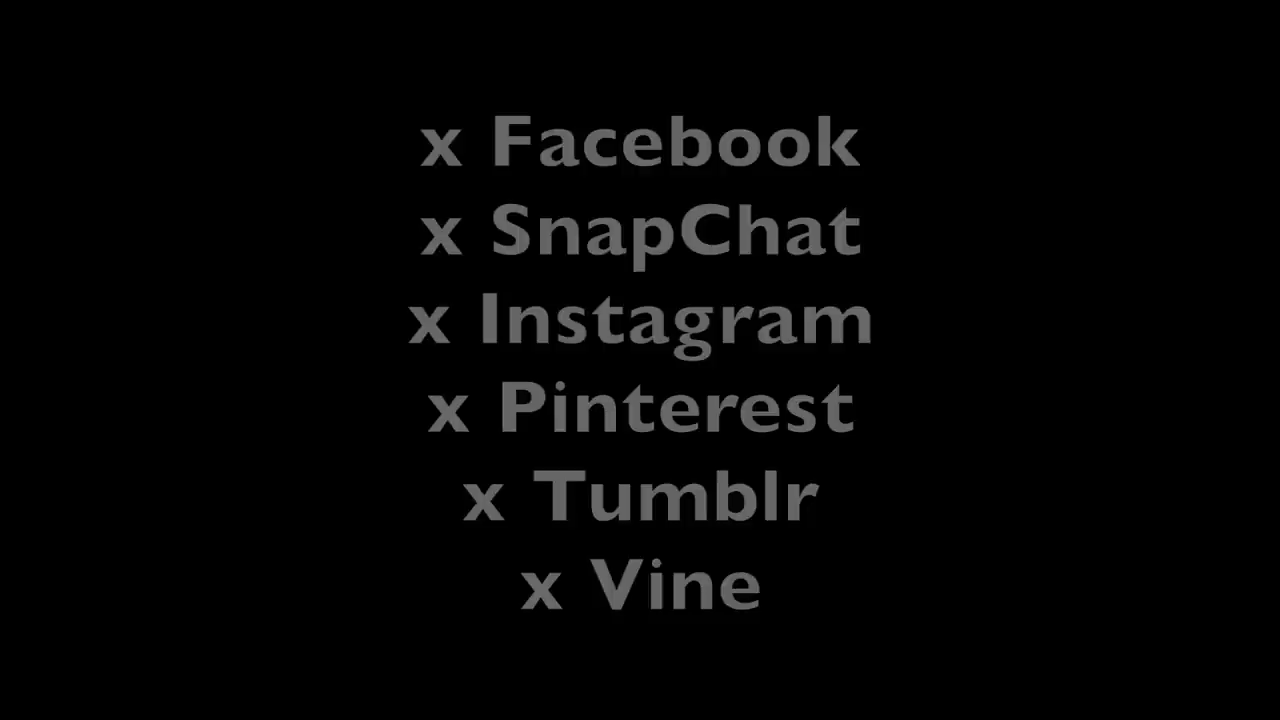 x Facebook
x SnapChat
x Instagram
x Pinterest
x Tumblr
x Vine